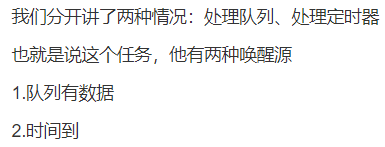 我们分开讲了两种情况：处理队列、处理定时器
也就是说这个任务，他有两种唤醒源
1.队列有数据
2.时间到